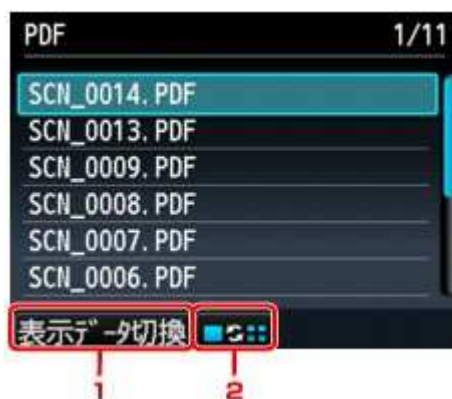 PDF 1/11
SCN_0014.PDF
SCN_0013.PDF
SCN_0009.PDF
SCN_0008.PDF
SCN_0007.PDF
SCN_0006.PDF
表示ﾃﾞｰﾀ切換
1 2